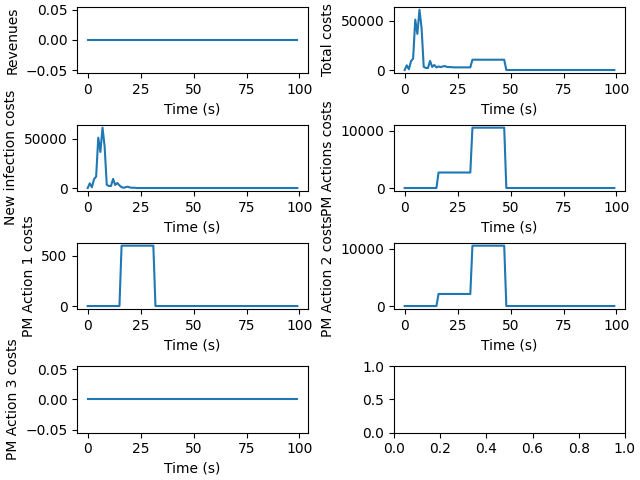 Revenues
0.05
0.00
−0.05
0 25 50 75 100
Time (s)
Total costs
50000
0
0 25 50 75 100
Time (s)
New infection costs
50000
0
0 25 50 75 100
Time (s)
PM Actions costs
10000
0
0 25 50 75 100
Time (s)
PM Action 1 costs
500
0
0 25 50 75 100
Time (s)
PM Action 2 costs
10000
0
0 25 50 75 100
Time (s)
PM Action 3 costs
0.05
0.00
−0.05
0 25 50 75 100
Time (s)
1.0
0.5
0.0
0.0 0.2 0.4 0.6 0.8 1.0